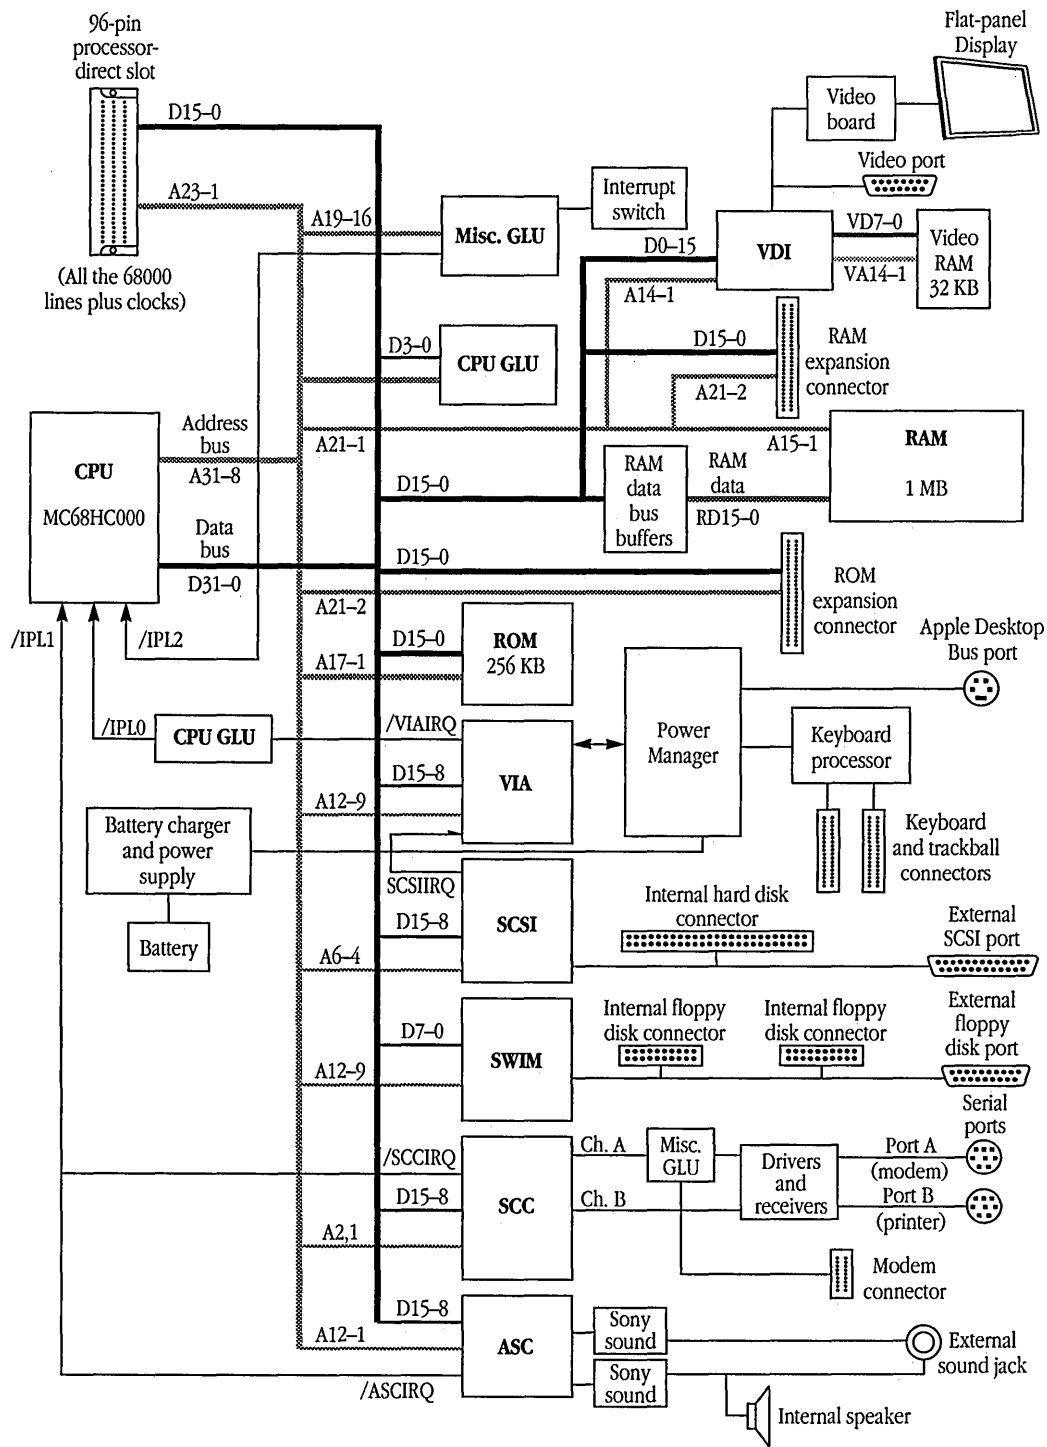 96-pin
processor-
direct slot
D15–0
A23–1
(All the 68000
lines plus clocks)
Flat-panel
Display
Video
board
Video port
Interrupt
switch
A19–16
Misc. GLU
D0–15
A14–1
VDI
VD7–0
VA14–1
Video
RAM
32 KB
D3–0
CPU GLU
D15–0
A21–2
RAM
expansion
connector
CPU
MC68HC000
Address
bus
A31–8
Data
bus
D31–0
A21–1
A15–1
RAM
1 MB
D15–0
RAM
data
bus
buffers
RAM
data
RD15–0
D15–0
A21–2
ROM
expansion
connector
/IPL1
/IPL2
/IPL0
CPU GLU
D15–0
A17–1
ROM
256 KB
Apple Desktop
Bus port
/VIAIRQ
D15–8
A12–9
VIA
Power
Manager
Keyboard
processor
Keyboard
and trackball
connectors
Battery charger
and power
supply
Battery
SCSIIRQ
D15–8
A6–4
SCSI
Internal hard disk
connector
External
SCSI port
D7–0
A12–9
SWIM
Internal floppy
disk connector
Internal floppy
disk connector
External
floppy
disk port
Serial
ports
/SCCIRQ
D15–8
A2,1
SCC
Ch. A
Ch. B
Misc.
GLU
Drivers
and
receivers
Port A
(modem)
Port B
(printer)
Modem
connector
D15–8
A12–1
/ASCIRQ
ASC
Sony
sound
Sony
sound
External
sound jack
Internal speaker